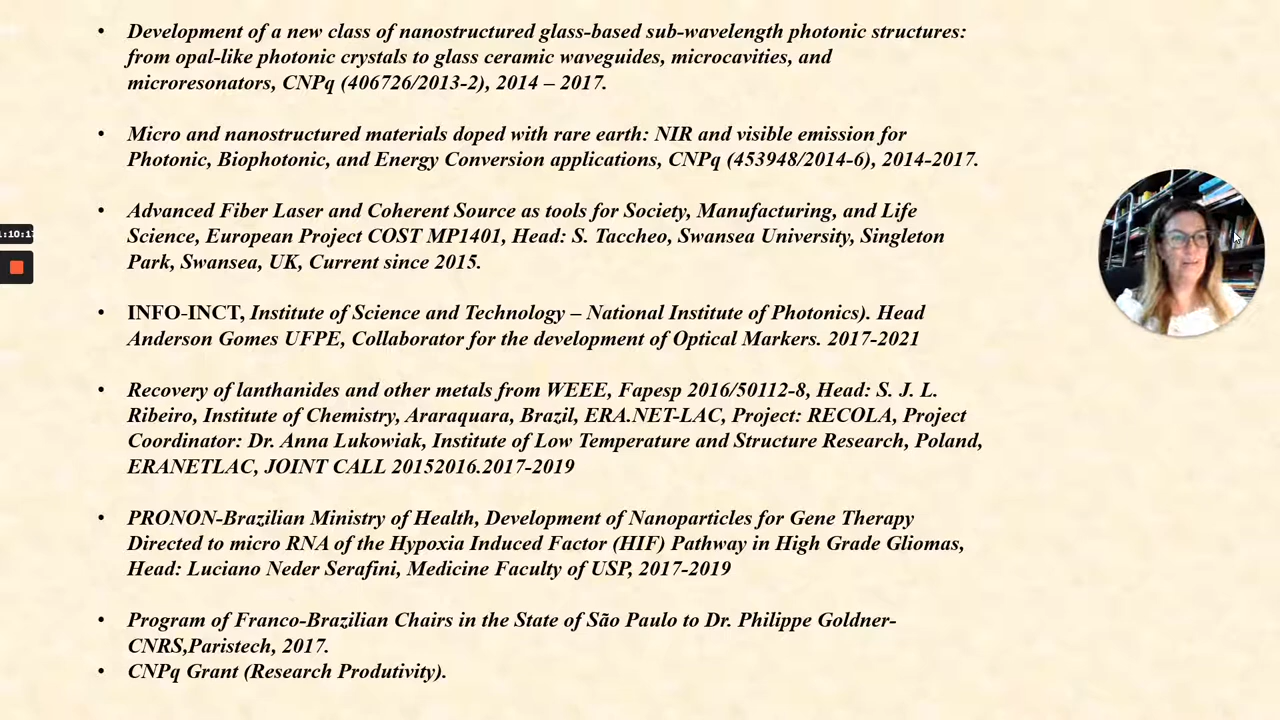 • Development of a new class of nanostructured glass-based sub-wavelength photonic structures:
from opal-like photonic crystals to glass ceramic waveguides, microcavities, and
microresonators, CNPq (406726/2013-2), 2014 – 2017.
• Micro and nanostructured materials doped with rare earth: NIR and visible emission for
Photonic, Biophotonic, and Energy Conversion applications, CNPq (453948/2014-6), 2014-2017.
• Advanced Fiber Laser and Coherent Source as tools for Society, Manufacturing, and Life
Science, European Project COST MP1401, Head: S. Taccheo, Swansea University, Singleton
Park, Swansea, UK, Current since 2015.
• INFO-INCT, Institute of Science and Technology – National Institute of Photonics). Head
Anderson Gomes UFPE, Collaborator for the development of Optical Markers. 2017-2021
• Recovery of lanthanides and other metals from WEEE, Fapesp 2016/50112-8, Head: S. J. L.
Ribeiro, Institute of Chemistry, Araraquara, Brazil, ERA.NET-LAC, Project: RECOLA, Project
Coordinator: Dr. Anna Lukowiak, Institute of Low Temperature and Structure Research, Poland,
ERANETLAC, JOINT CALL 20152016.2017-2019
• PRONON-Brazilian Ministry of Health, Development of Nanoparticles for Gene Therapy
Directed to micro RNA of the Hypoxia Induced Factor (HIF) Pathway in High Grade Gliomas,
Head: Luciano Neder Serafini, Medicine Faculty of USP, 2017-2019
• Program of Franco-Brazilian Chairs in the State of São Paulo to Dr. Philippe Goldner-
CNRS,Paristech, 2017.
• CNPq Grant (Research Produtivity).